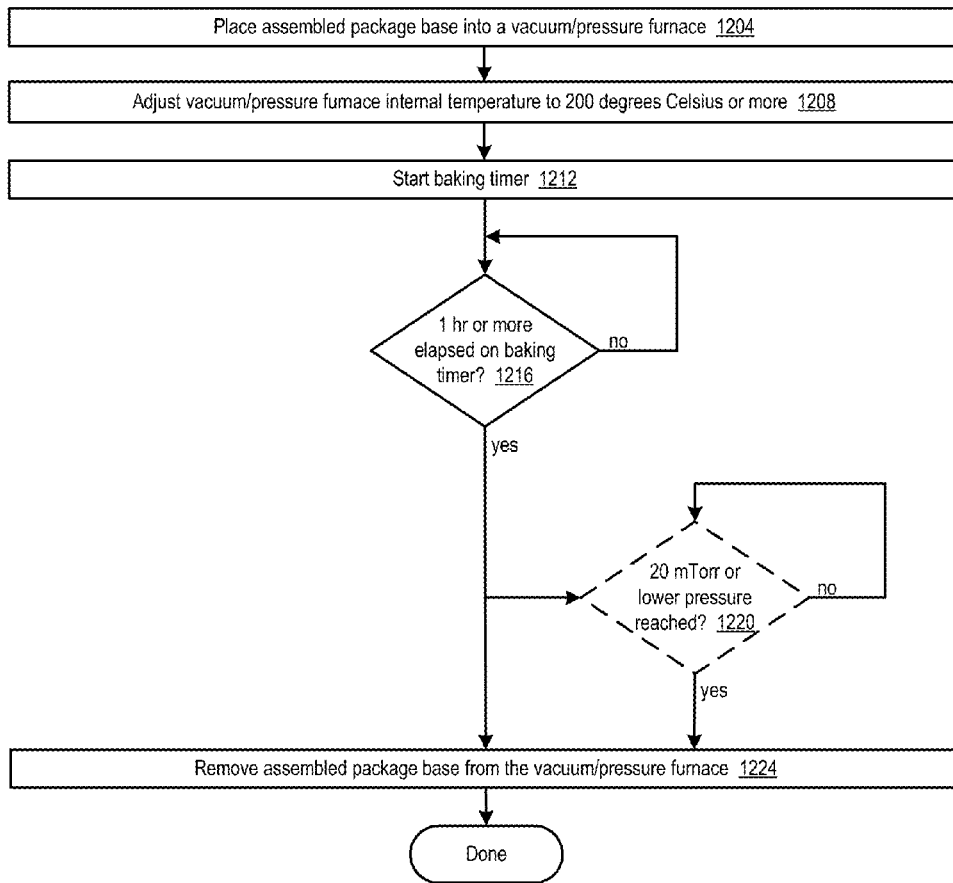 Place assembled package base into a vacuum/pressure furnace 1204
Adjust vacuum/pressure furnace internal temperature to 200 degrees Celsius or more 1208
Start baking timer 1212
1 hr or more
elapsed on baking
timer? 1216
no
yes
20 mTorr or
lower pressure
reached? 1220
no
yes
Remove assembled package base from the vacuum/pressure furnace 1224
Done